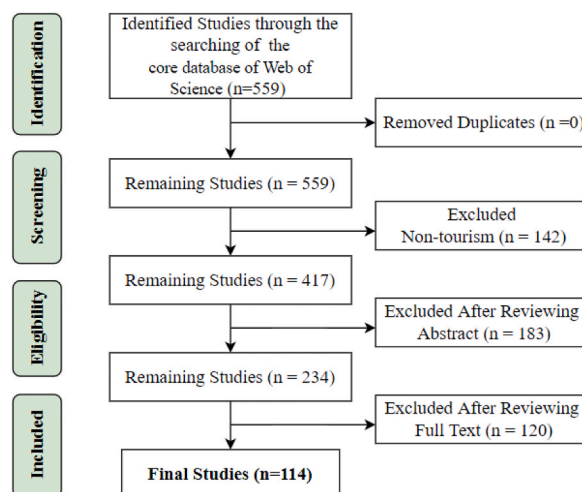 Identification
Identified Studies through the
searching of the
core database of Web of
Science (n=559)
Removed Duplicates (n =0)
Screening
Remaining Studies (n = 559)
Excluded
Non-tourism (n = 142)
Remaining Studies (n = 417)
Eligibility
Excluded After Reviewing
Abstract (n = 183)
Remaining Studies (n = 234)
Included
Excluded After Reviewing
Full Text (n = 120)
Final Studies (n=114)